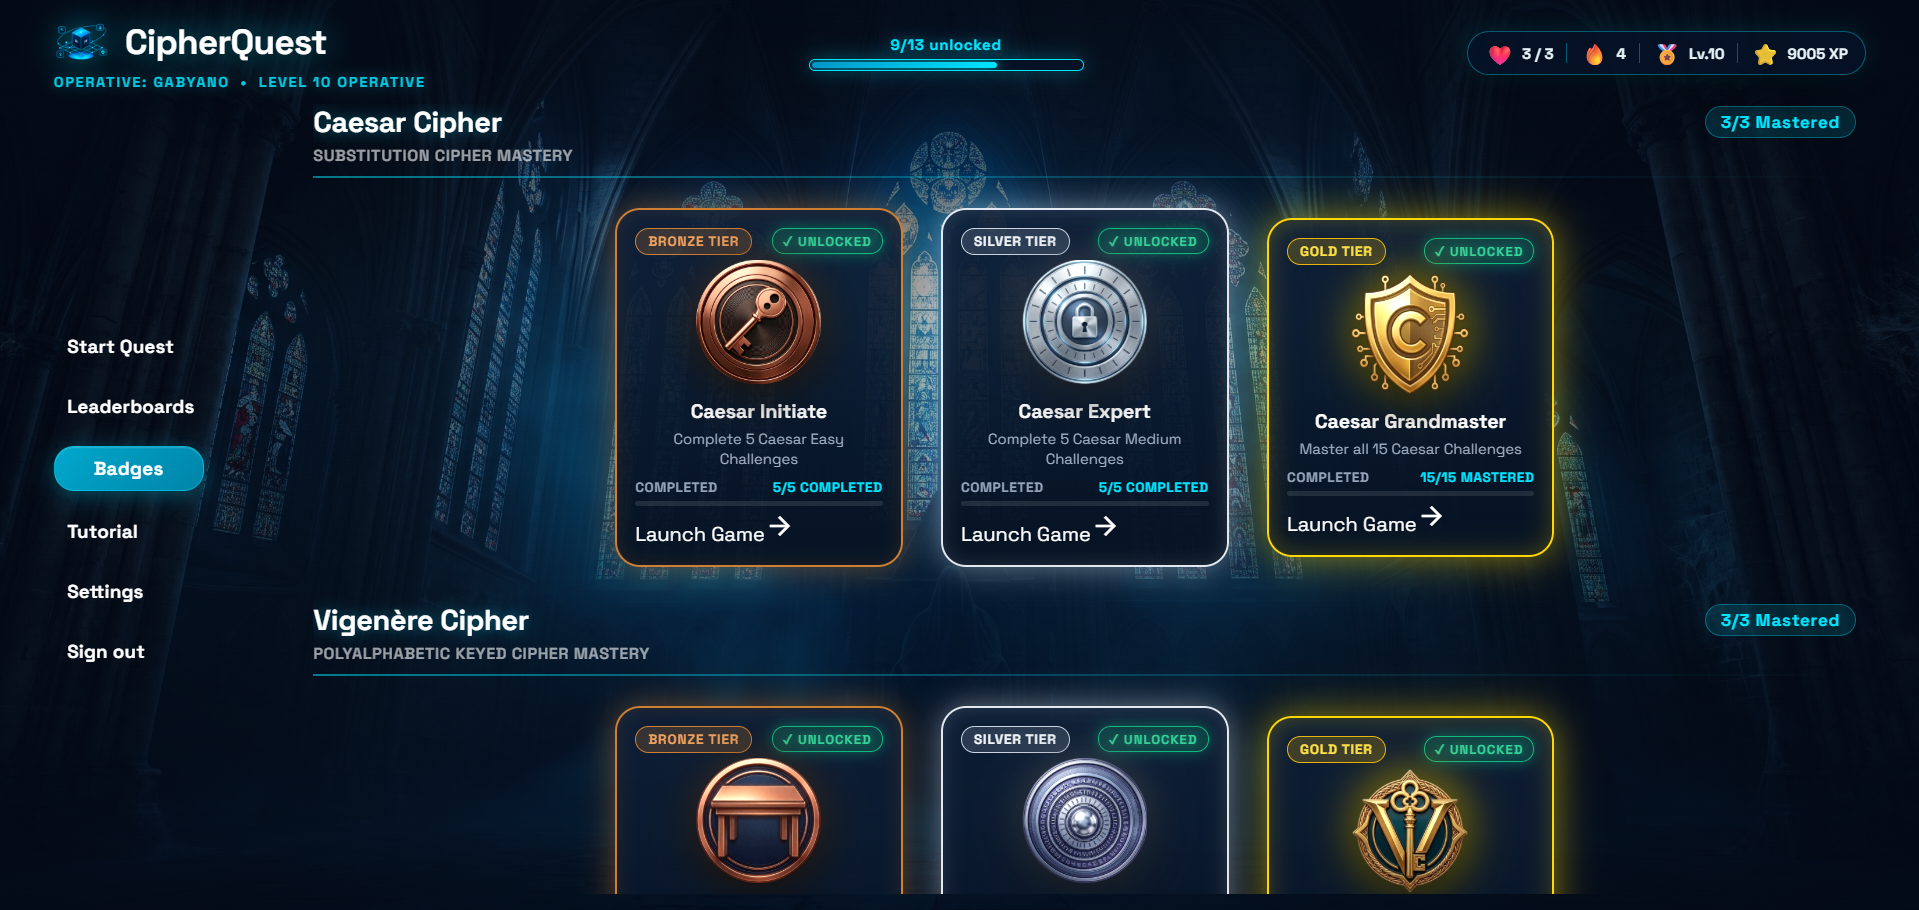 CipherQuest
OPERATIVE: GABYANO • LEVEL 10 OPERATIVE
9/13 unlocked
3 / 3
4
Lv.10
9005 XP
Start Quest
Leaderboards
Badges
Tutorial
Settings
Sign out
Caesar Cipher
SUBSTITUTION CIPHER MASTERY
3/3 Mastered
BRONZE TIER
✓ UNLOCKED
Caesar Initiate
Complete 5 Caesar Easy
Challenges
COMPLETED
5/5 COMPLETED
Launch Game →
SILVER TIER
✓ UNLOCKED
Caesar Expert
Complete 5 Caesar Medium
Challenges
COMPLETED
5/5 COMPLETED
Launch Game →
GOLD TIER
✓ UNLOCKED
C
Caesar Grandmaster
Master all 15 Caesar Challenges
COMPLETED
15/15 MASTERED
Launch Game →
Vigenère Cipher
POLYALPHABETIC KEYED CIPHER MASTERY
3/3 Mastered
BRONZE TIER
✓ UNLOCKED
SILVER TIER
✓ UNLOCKED
GOLD TIER
✓ UNLOCKED
V